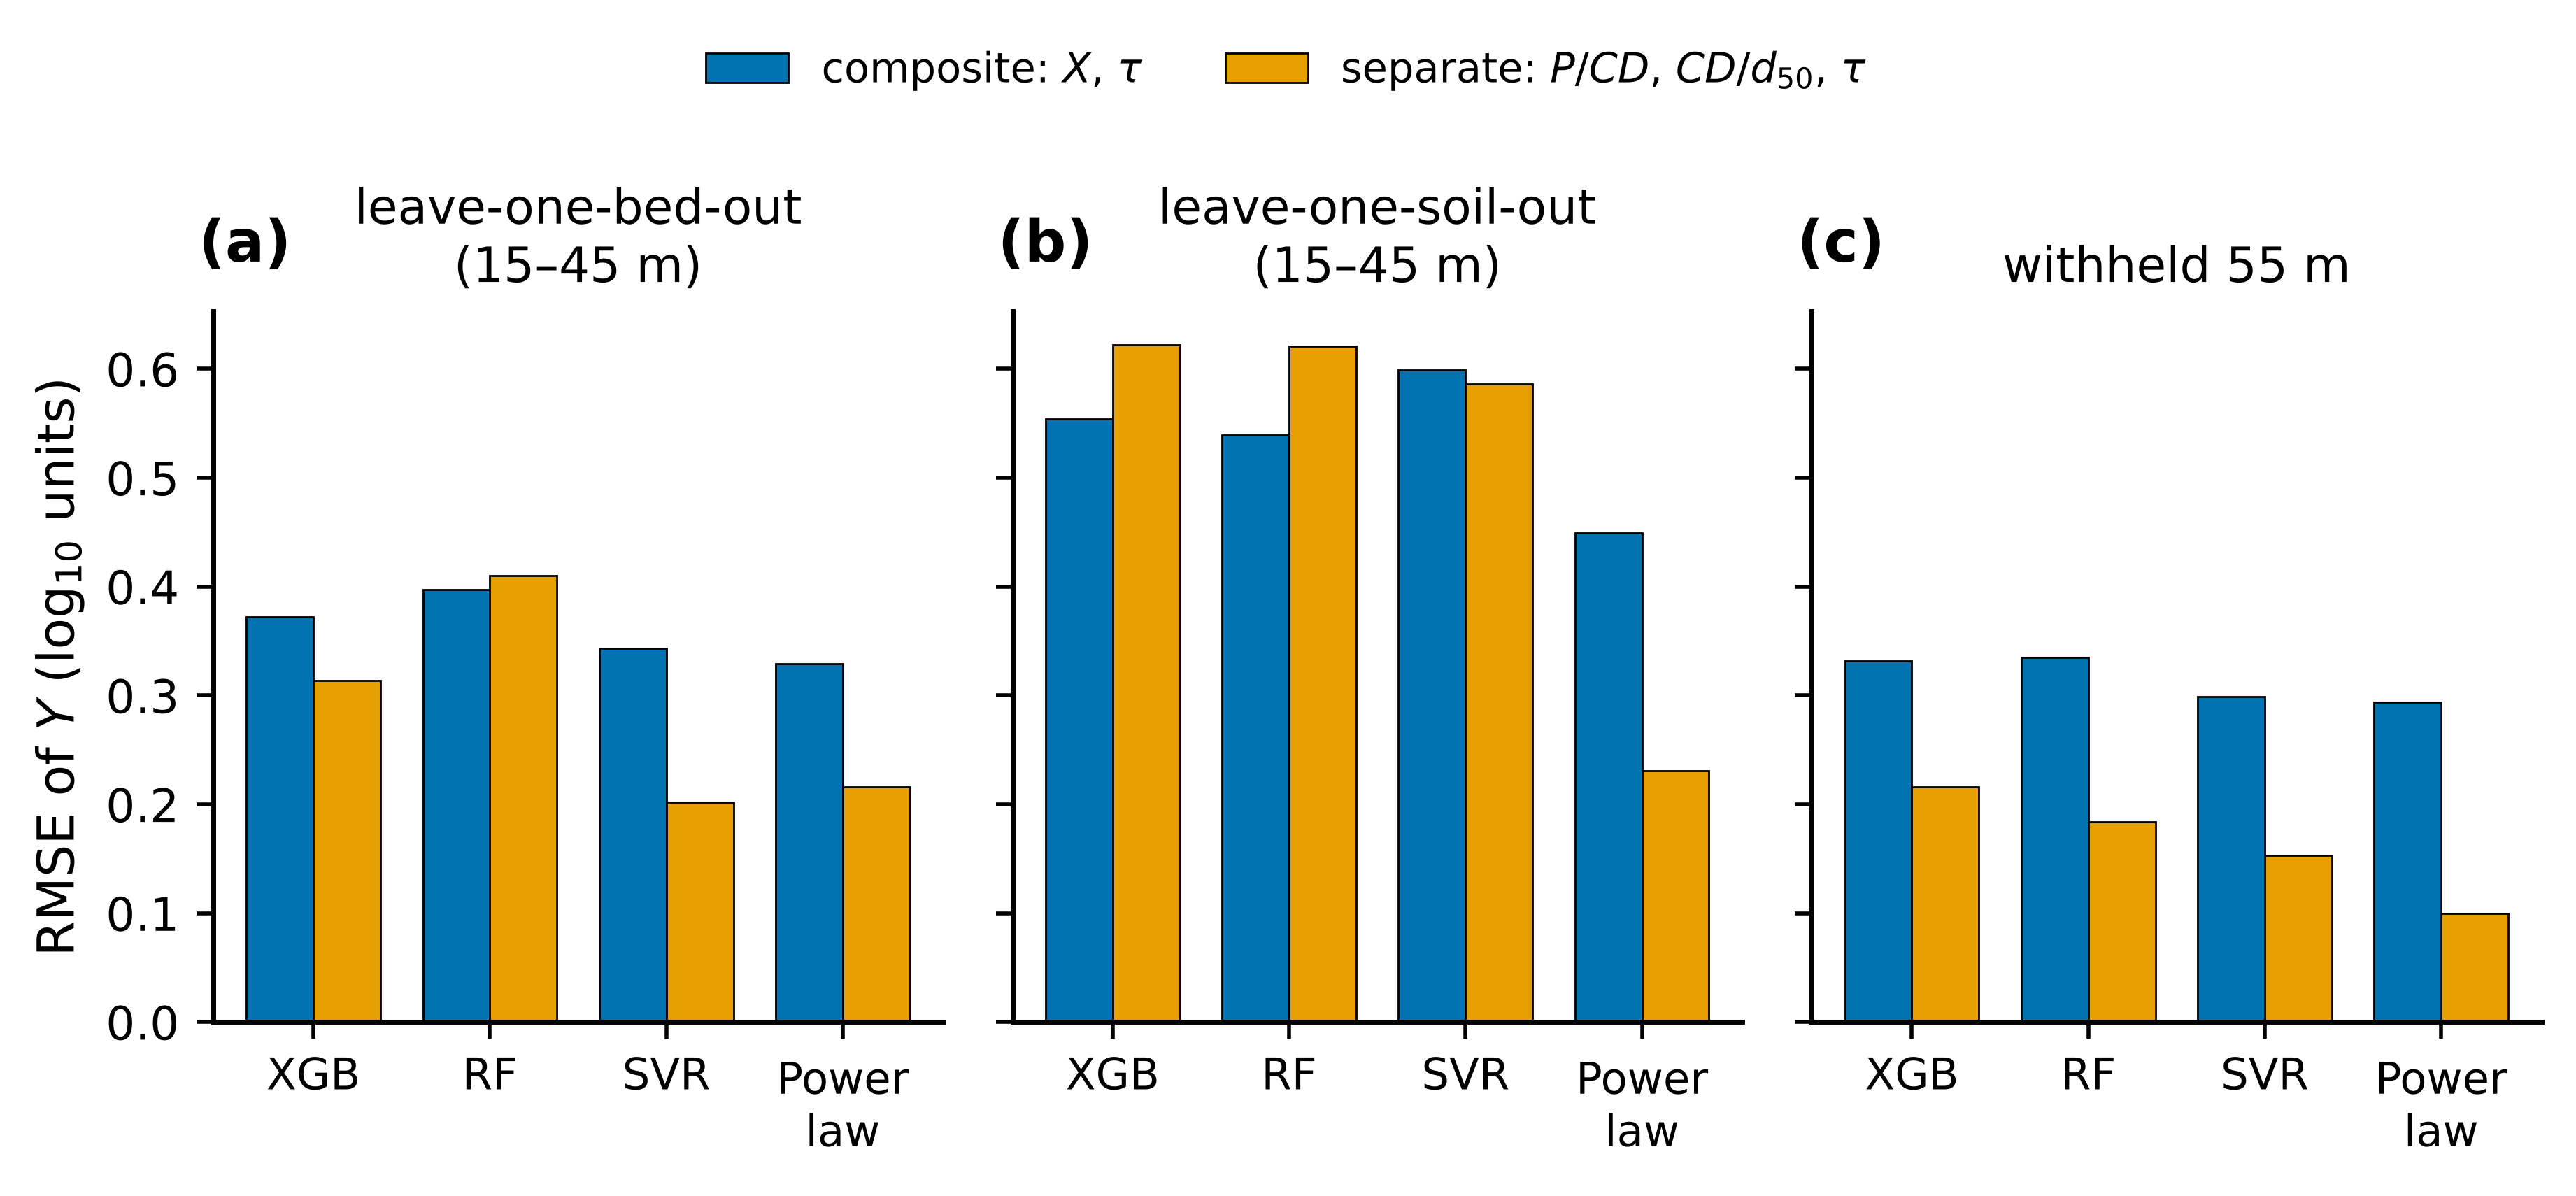 composite: X, τ
separate: P/CD, CD/d₅₀, τ
(a)
leave-one-bed-out
(15–45 m)
(b)
leave-one-soil-out
(15–45 m)
(c)
withheld 55 m
RMSE of Y (log₁₀ units)
0.6
0.5
0.4
0.3
0.2
0.1
0.0
XGB
RF
SVR
Power
law
XGB
RF
SVR
Power
law
XGB
RF
SVR
Power
law